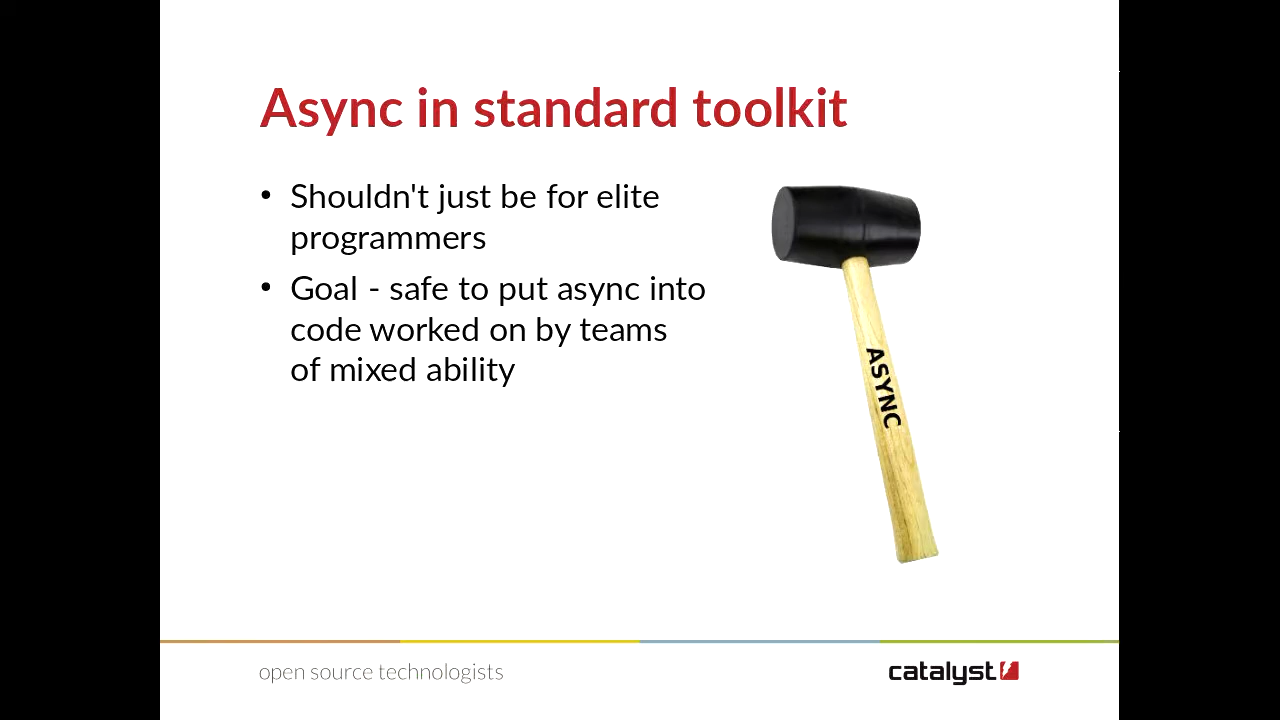 Async in standard toolkit
• Shouldn't just be for elite
programmers
• Goal - safe to put async into
code worked on by teams
of mixed ability
ASYNC
open source technologists
catalyst